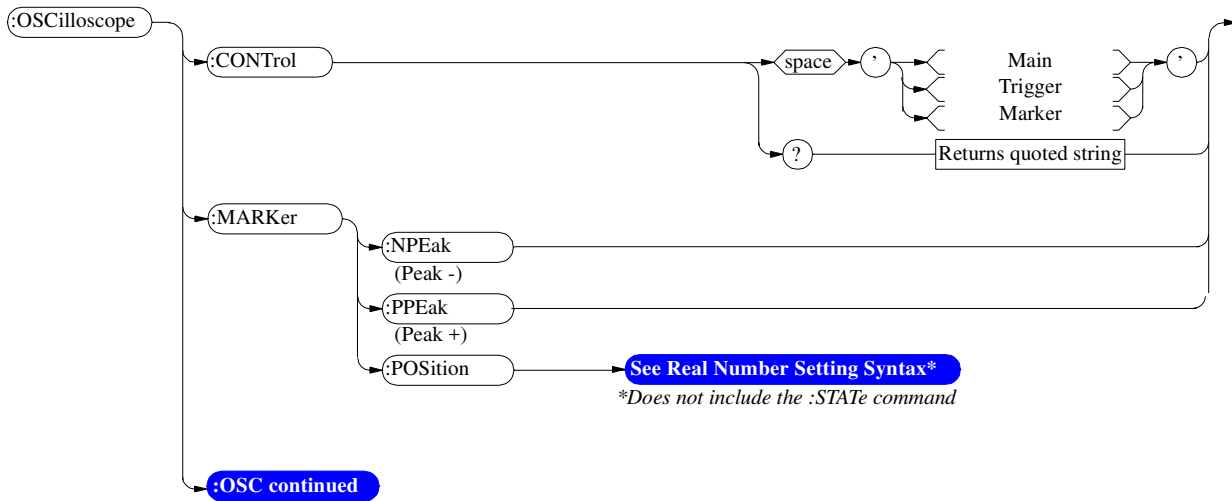 :OSCilloscope
:CONTrol
space
'
Main
Trigger
Marker
'
?
Returns quoted string
:MARKer
:NPEak
(Peak -)
:PPEak
(Peak +)
:POSition
See Real Number Setting Syntax*
*Does not include the :STATe command
:OSC continued